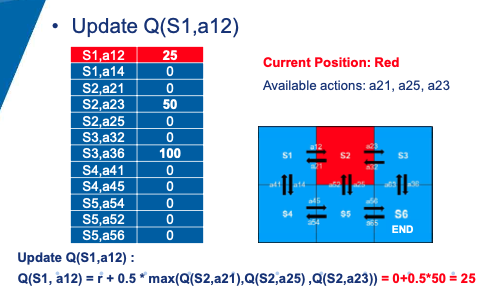 • Update Q(S1,a12)
S1,a12 25
S1,a14 0
S2,a21 0
S2,a23 50
S2,a25 0
S3,a32 0
S3,a36 100
S4,a41 0
S4,a45 0
S5,a54 0
S5,a52 0
S5,a56 0
Current Position: Red
Available actions: a21, a25, a23
a12 a23
S1 S2 S3
a21 a32
a41 a14 a52 a25 a63 a36
a45 a56
S4 S5 S6
a54 a65 END
Update Q(S1,a12) :
Q(S1, a12) = r + 0.5 * max(Q(S2,a21),Q(S2,a25) ,Q(S2,a23)) = 0+0.5*50 = 25